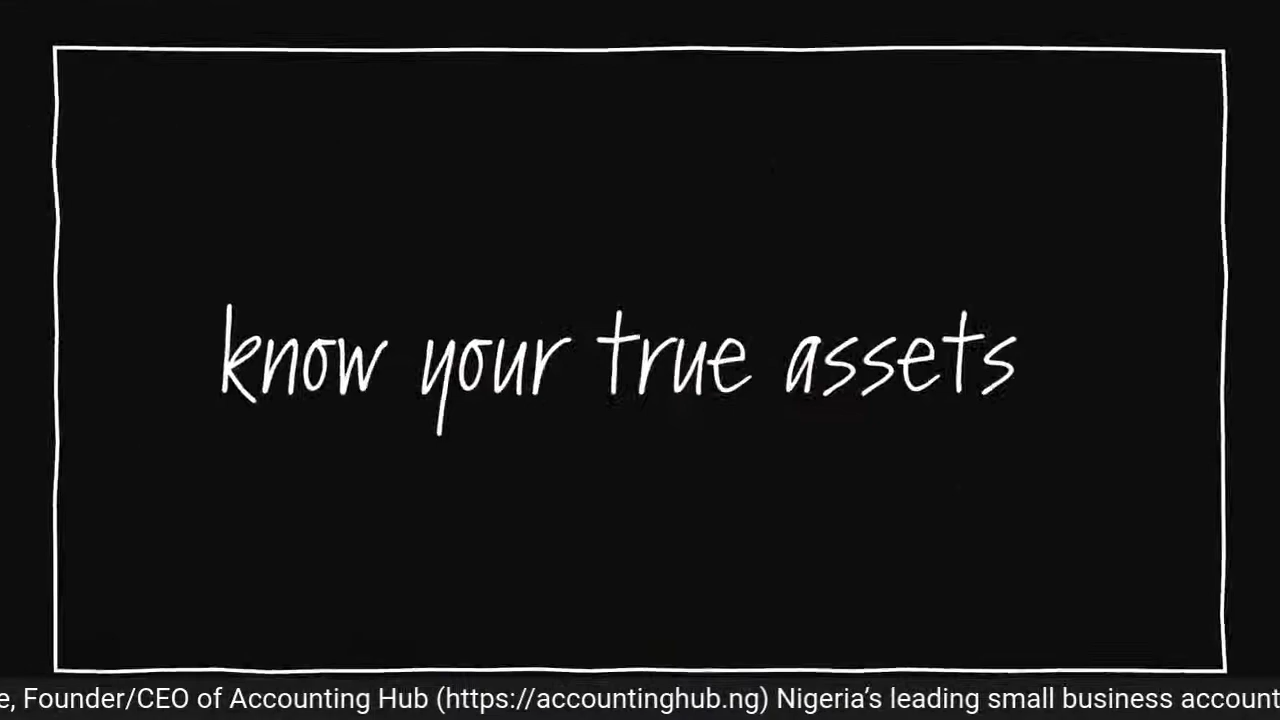 know your true assets
e, Founder/CEO of Accounting Hub (https://accountinghub.ng) Nigeria’s leading small business account